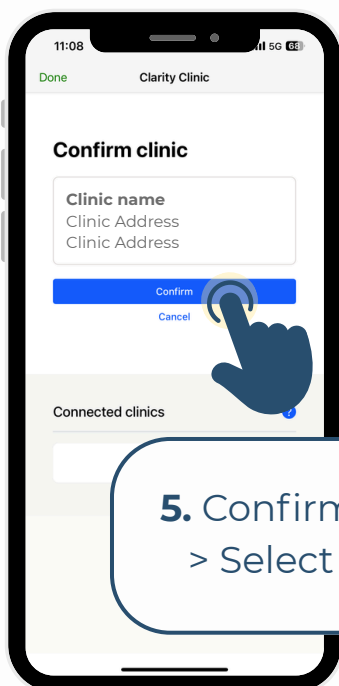 11:08 5G 68
Done Clarity Clinic
Confirm clinic
Clinic name
Clinic Address
Clinic Address
Confirm
Cancel
Connected clinics ?
5. Confirm
> Select